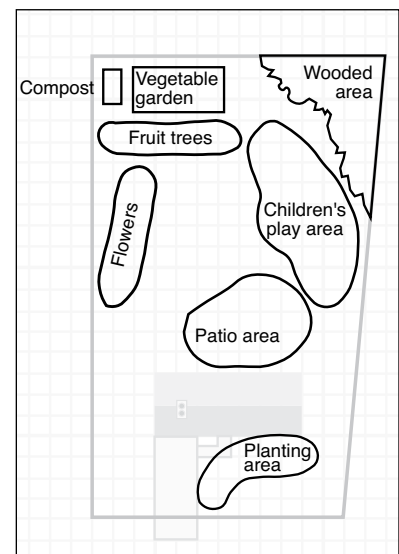 Compost
Vegetable
garden
Wooded
area
Fruit trees
Flowers
Children's
play area
Patio area
Planting
area